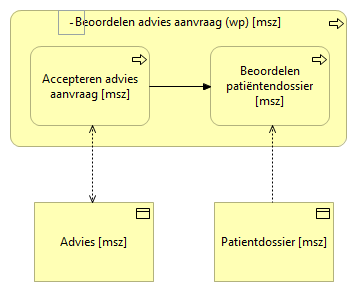 -Beoordelen advies aanvraag (wp) [msz]
Accepteren advies
aanvraag [msz]
Beoordelen
patiëntendossier
[msz]
Advies [msz]
Patientdossier [msz]